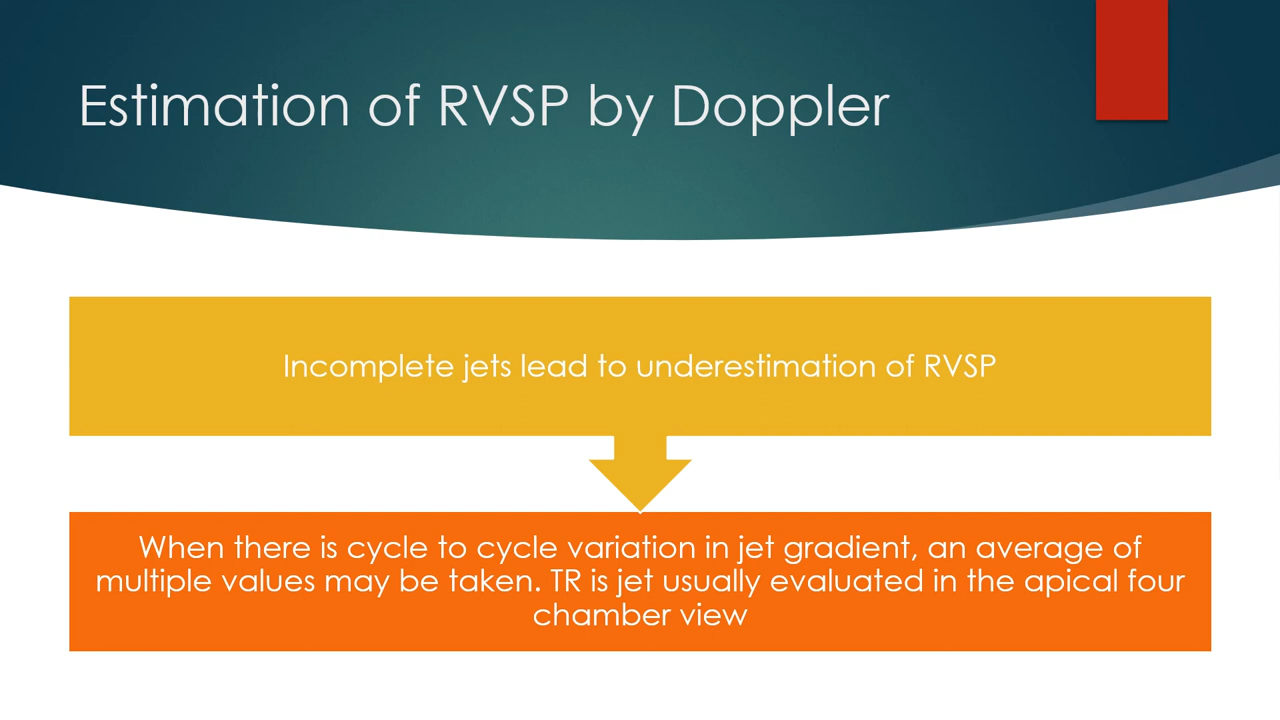 Estimation of RVSP by Doppler
Incomplete jets lead to underestimation of RVSP
When there is cycle to cycle variation in jet gradient, an average of
multiple values may be taken. TR is jet usually evaluated in the apical four
chamber view